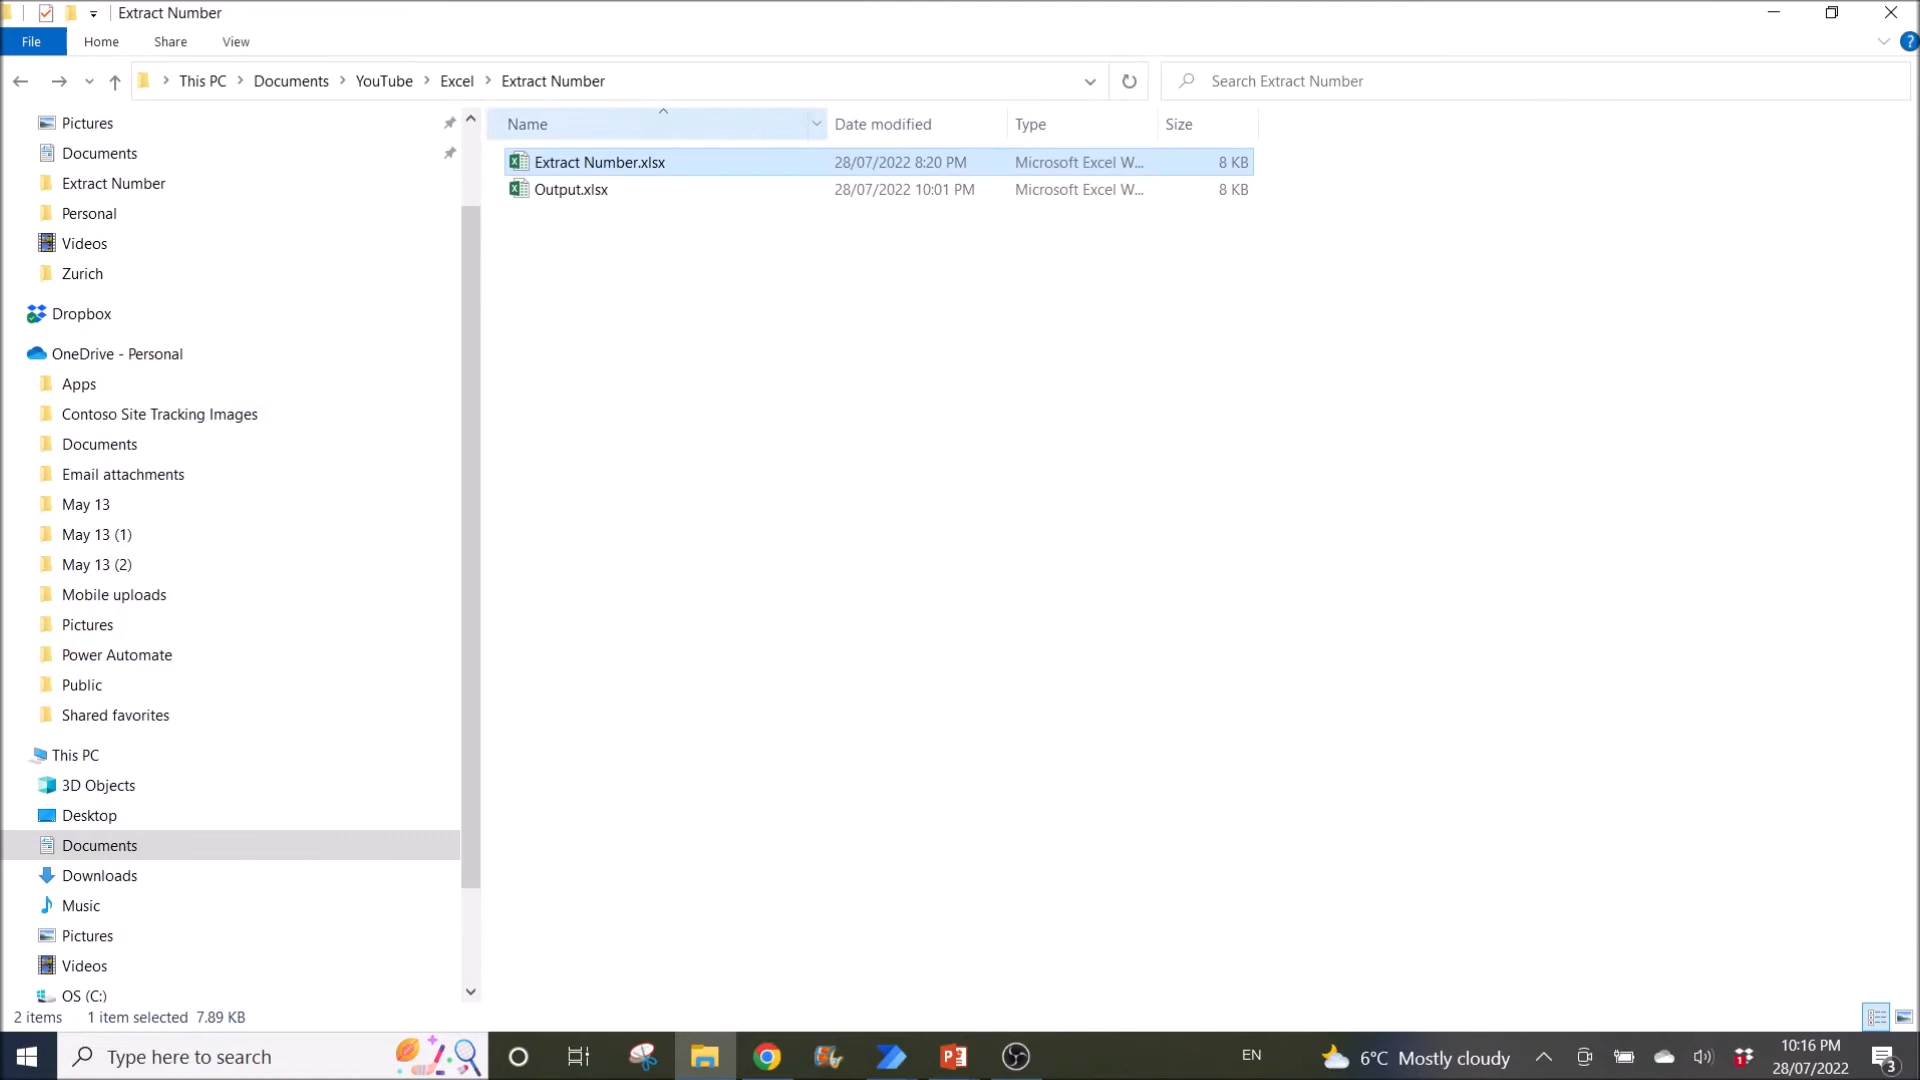 Extract Number
File Home Share View ?
This PC Documents YouTube Excel Extract Number Search Extract Number
Name Date modified Type Size
Extract Number.xlsx 28/07/2022 8:20 PM Microsoft Excel W... 8 KB
Output.xlsx 28/07/2022 10:01 PM Microsoft Excel W... 8 KB
Pictures
Documents
Extract Number
Personal
Videos
Zurich
Dropbox
OneDrive - Personal
Apps
Contoso Site Tracking Images
Documents
Email attachments
May 13
May 13 (1)
May 13 (2)
Mobile uploads
Pictures
Power Automate
Public
Shared favorites
This PC
3D Objects
Desktop
Documents
Downloads
Music
Pictures
Videos
OS (C:)
2 items 1 item selected 7.89 KB
Type here to search EN 6°C Mostly cloudy 1 10:16 PM 3
28/07/2022